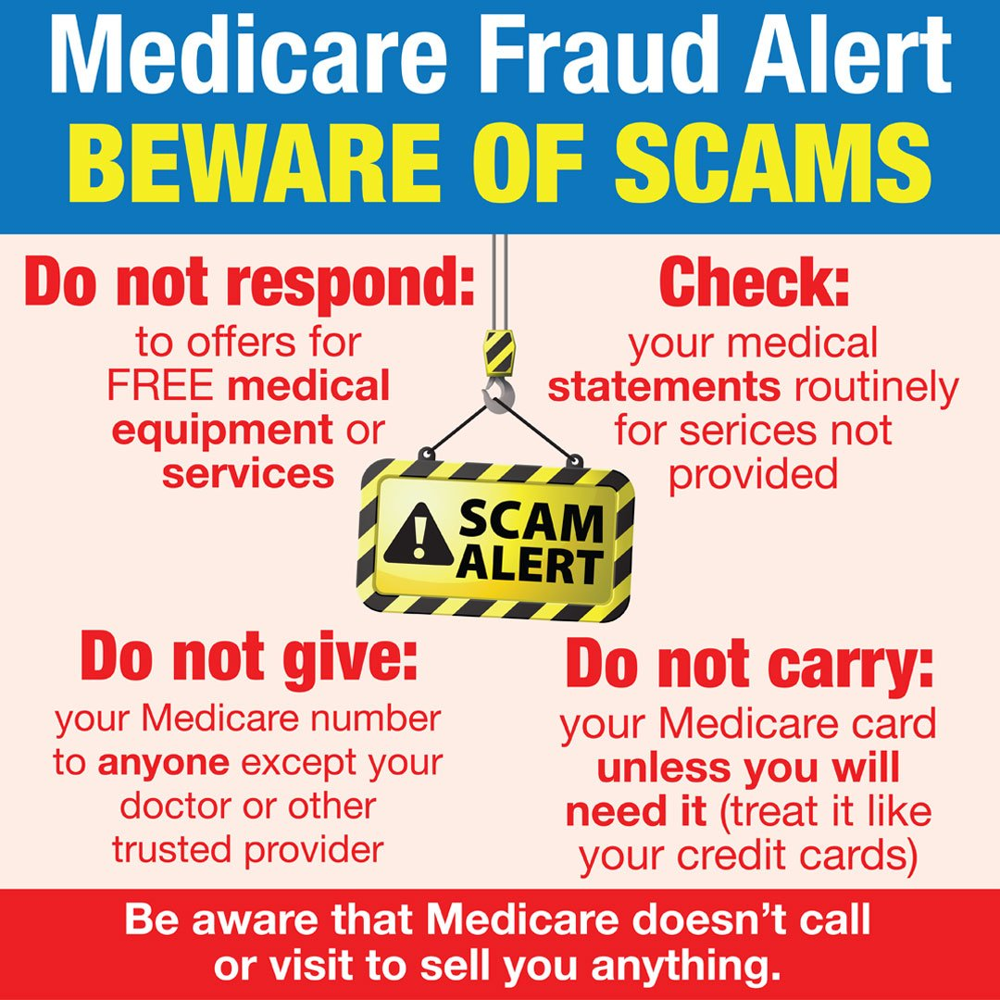 Medicare Fraud Alert
BEWARE OF SCAMS
Do not respond:
to offers for
FREE medical
equipment or
services
Check:
your medical
statements routinely
for serices not
provided
SCAM
ALERT
Do not give:
your Medicare number
to anyone except your
doctor or other
trusted provider
Do not carry:
your Medicare card
unless you will
need it (treat it like
your credit cards)
Be aware that Medicare doesn’t call
or visit to sell you anything.